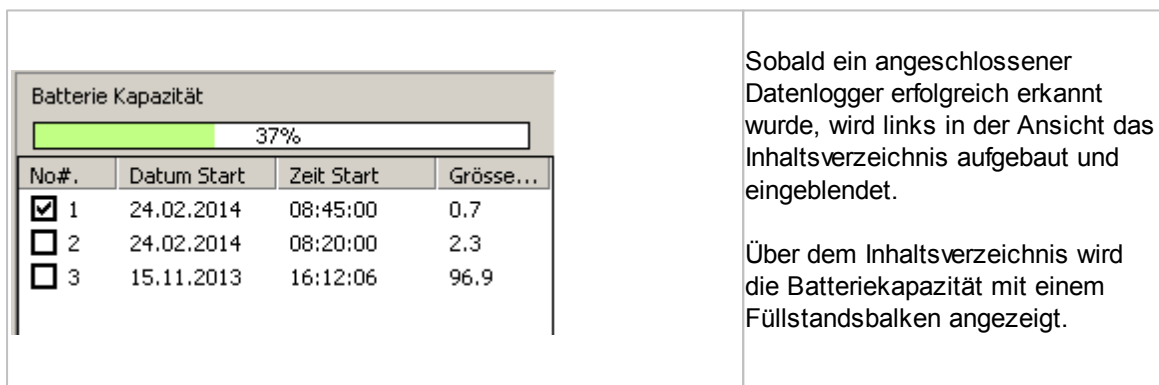 Batterie Kapazität
37%
No#. Datum Start Zeit Start Grösse...
1 24.02.2014 08:45:00 0.7
2 24.02.2014 08:20:00 2.3
3 15.11.2013 16:12:06 96.9
Sobald ein angeschlossener
Datenlogger erfolgreich erkannt
wurde, wird links in der Ansicht das
Inhaltsverzeichnis aufgebaut und
eingeblendet.
Über dem Inhaltsverzeichnis wird
die Batteriekapazität mit einem
Füllstandsbalken angezeigt.